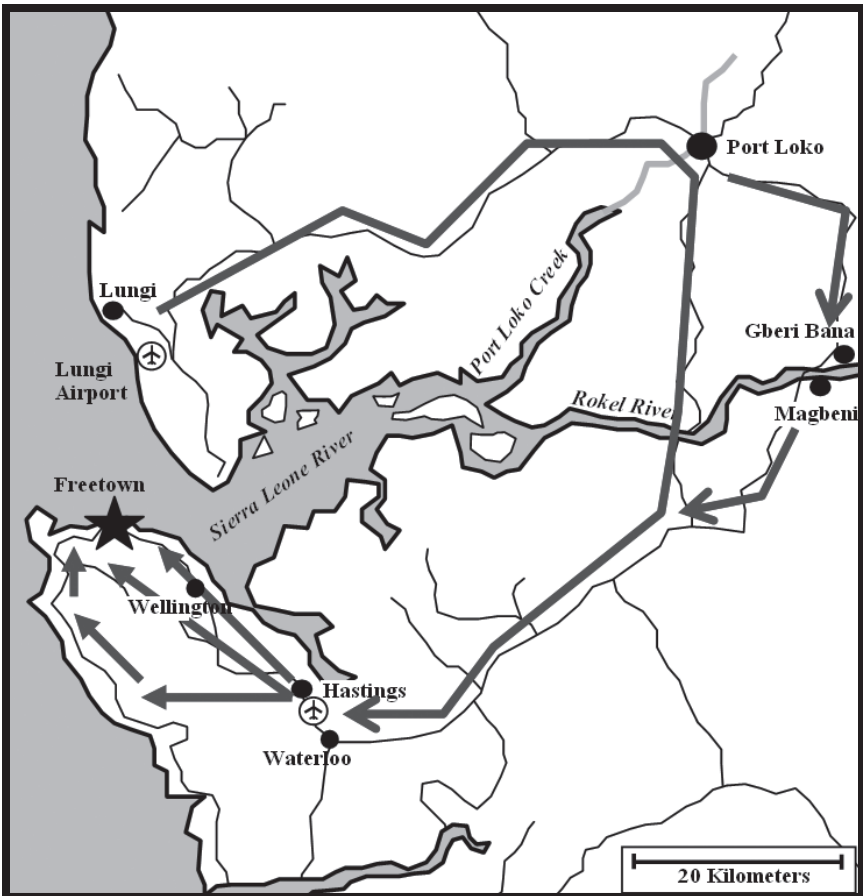 Port Loko
Lungi
Port Loko Creek
Gberi Bana
Lungi
Airport
Rokel River
Magbeni
Sierra Leone River
Freetown
Wellington
Hastings
Waterloo
20 Kilometers